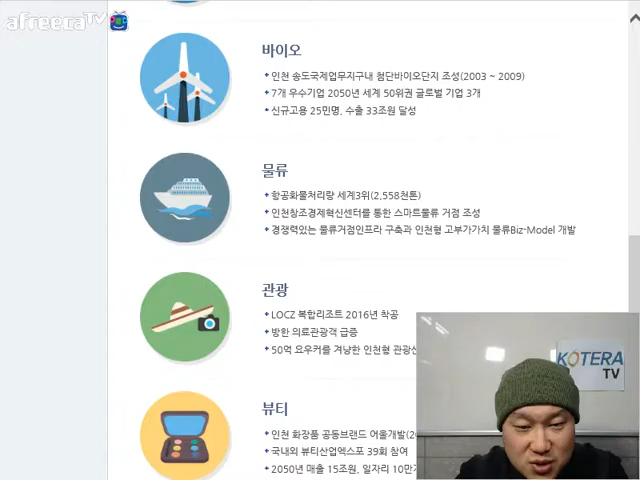 afreecaTV
바이오
인천 송도국제업무지구내 첨단바이오단지 조성(2003 ~ 2009)
7개 우수기업 2050년 세계 50위권 글로벌 기업 3개
신규고용 25만명, 수출 33조원 달성
물류
항공화물처리량 세계3위(2,558천톤)
인천창조경제혁신센터를 통한 스마트물류 거점 조성
경쟁력있는 물류거점인프라 구축과 인천형 고부가가치 물류Biz-Model 개발
관광
LOCZ 복합리조트 2016년 착공
방한 의료관광객 급증
50억 요우커를 겨냥한 인천형 관광
KOTERA
TV
뷰티
인천 화장품 공동브랜드 어울개발(20
국내외 뷰티산업엑스포 39회 참여
2050년 매출 15조원, 일자리 10만